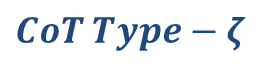 CoT Type − ζ